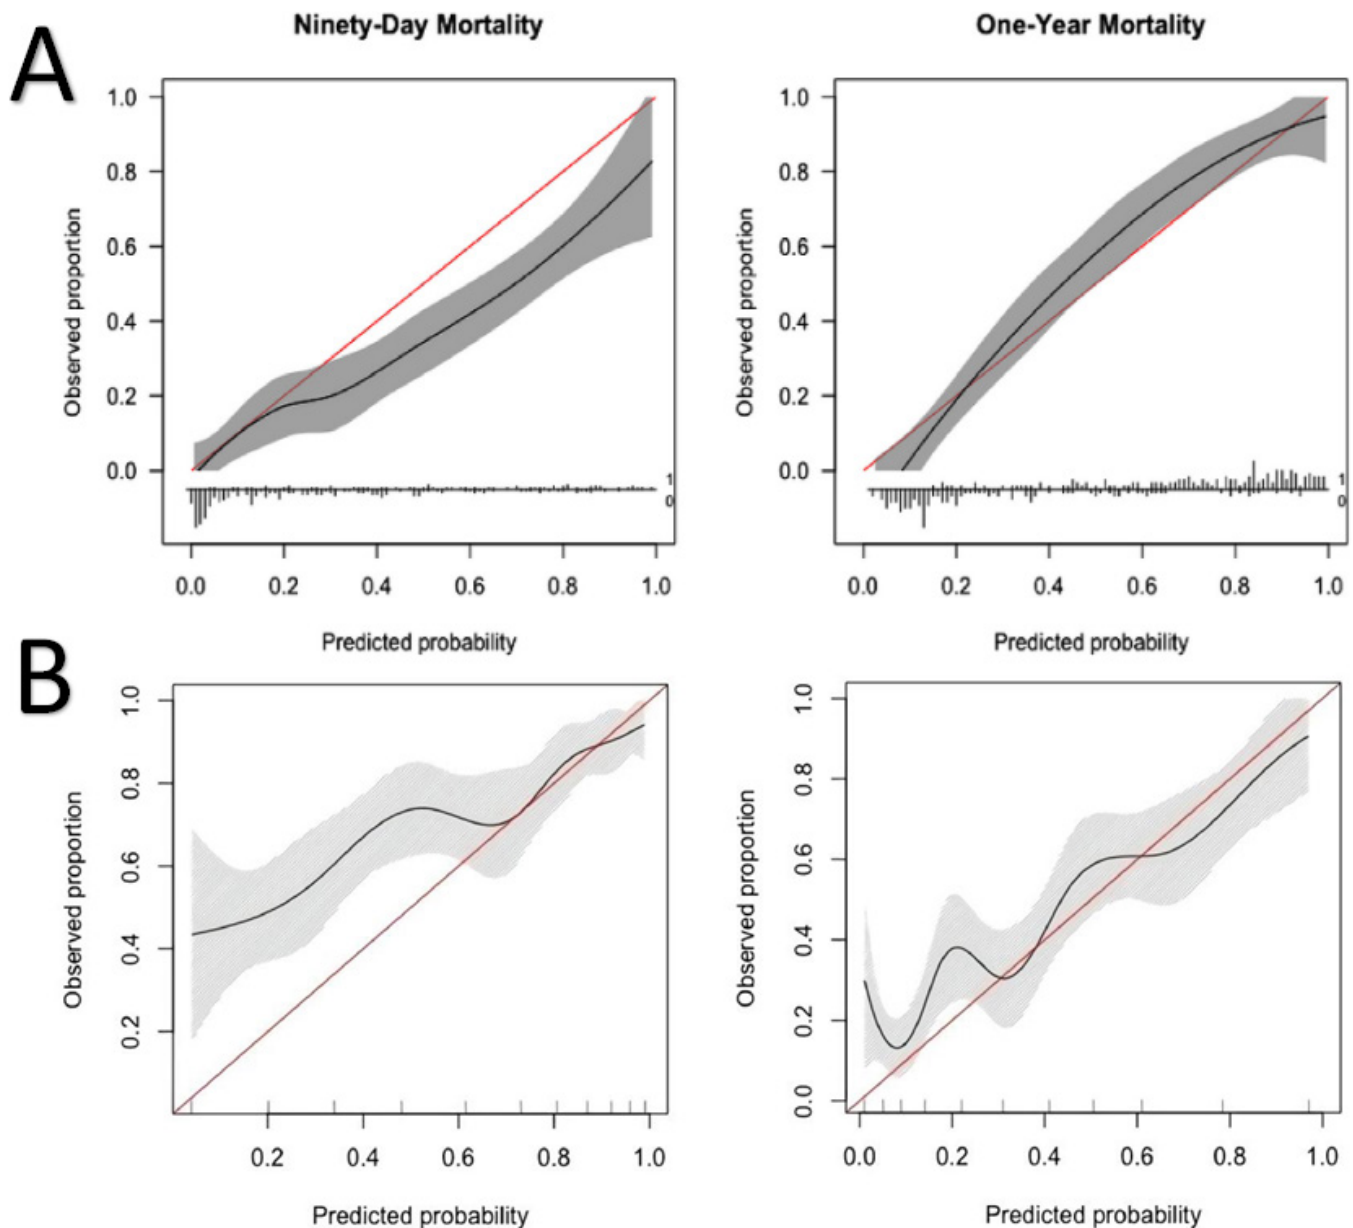 Ninety-Day Mortality
One-Year Mortality
A
Observed proportion
1.0
0.8
0.6
0.4
0.2
0.0
1
0
0.0 0.2 0.4 0.6 0.8 1.0
Predicted probability
Observed proportion
1.0
0.8
0.6
0.4
0.2
0.0
1
0
0.0 0.2 0.4 0.6 0.8 1.0
Predicted probability
B
Observed proportion
1.0
0.8
0.6
0.4
0.2
0.2 0.4 0.6 0.8 1.0
Predicted probability
Observed proportion
1.0
0.8
0.6
0.4
0.2
0.0
0.0 0.2 0.4 0.6 0.8 1.0
Predicted probability